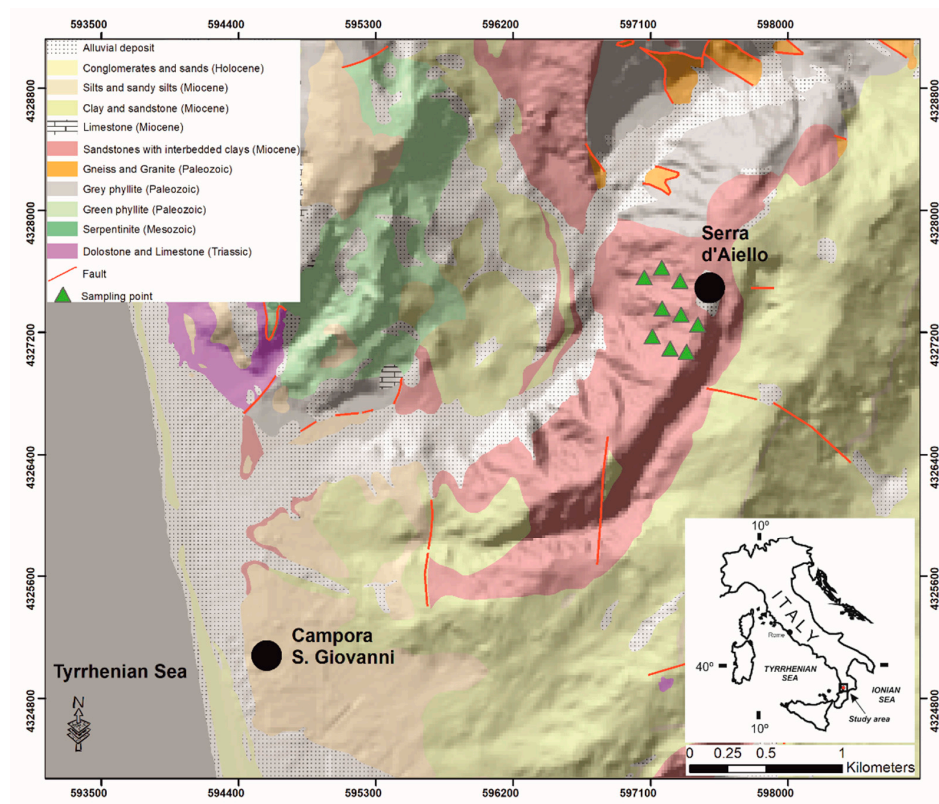 593500 594400 595300 596200 597100 598000
Alluvial deposit
Conglomerates and sands (Holocene)
Silts and sandy silts (Miocene)
Clay and sandstone (Miocene)
Limestone (Miocene)
Sandstones with interbedded clays (Miocene)
Gneiss and Granite (Paleozoic)
Grey phyllite (Paleozoic)
Green phyllite (Paleozoic)
Serpentinite (Mesozoic)
Dolostone and Limestone (Triassic)
Fault
Sampling point
4328800
4328000
4327200
4326400
4325600
4324800
4328800
4328000
4327200
4326400
4325600
4324800
Serra
d'Aiello
Campora
S. Giovanni
Tyrrhenian Sea
N
10º
ITALY
Rome
40º
TYRRHENIAN
SEA
IONIAN
SEA
Study area
10º
0 0.25 0.5 1
Kilometers
593500 594400 595300 596200 597100 598000